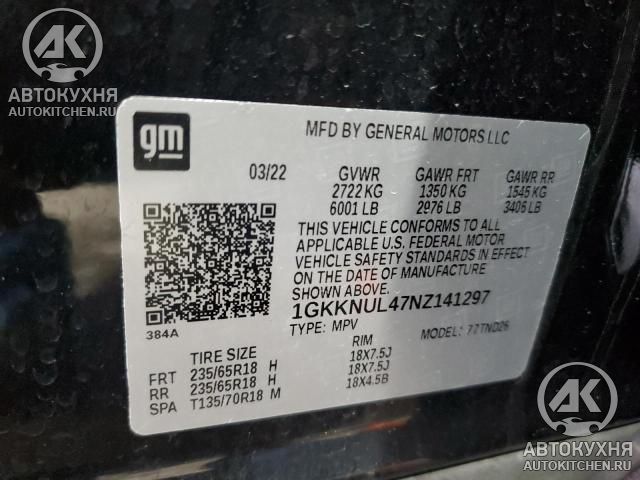 AK
АВТОКУХНЯ
AUTOKITCHEN.RU
gm
MFD BY GENERAL MOTORS LLC
03/22 GVWR GAWR FRT GAWR RR
2722 KG 1350 KG 1545 KG
6001 LB 2976 LB 3406 LB
THIS VEHICLE CONFORMS TO ALL
APPLICABLE U.S. FEDERAL MOTOR
VEHICLE SAFETY STANDARDS IN EFFECT
ON THE DATE OF MANUFACTURE
SHOWN ABOVE.
1GKKNUL47NZ141297
384A
TYPE: MPV MODEL: 77TND26
TIRE SIZE RIM
FRT 235/65R18 H 18X7.5J
RR 235/65R18 H 18X7.5J
SPA T135/70R18 M 18X4.5B
AK
АВТОКУХНЯ
AUTOKITCHEN.RU